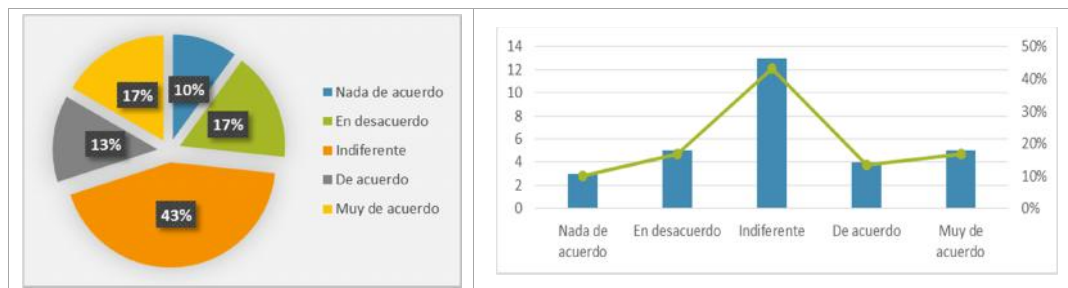 17%
10%
17%
13%
43%
Nada de acuerdo
En desacuerdo
Indiferente
De acuerdo
Muy de acuerdo
14
12
10
8
6
4
2
0
50%
40%
30%
20%
10%
0%
Nada de
acuerdo
En desacuerdo
Indiferente
De acuerdo
Muy de
acuerdo